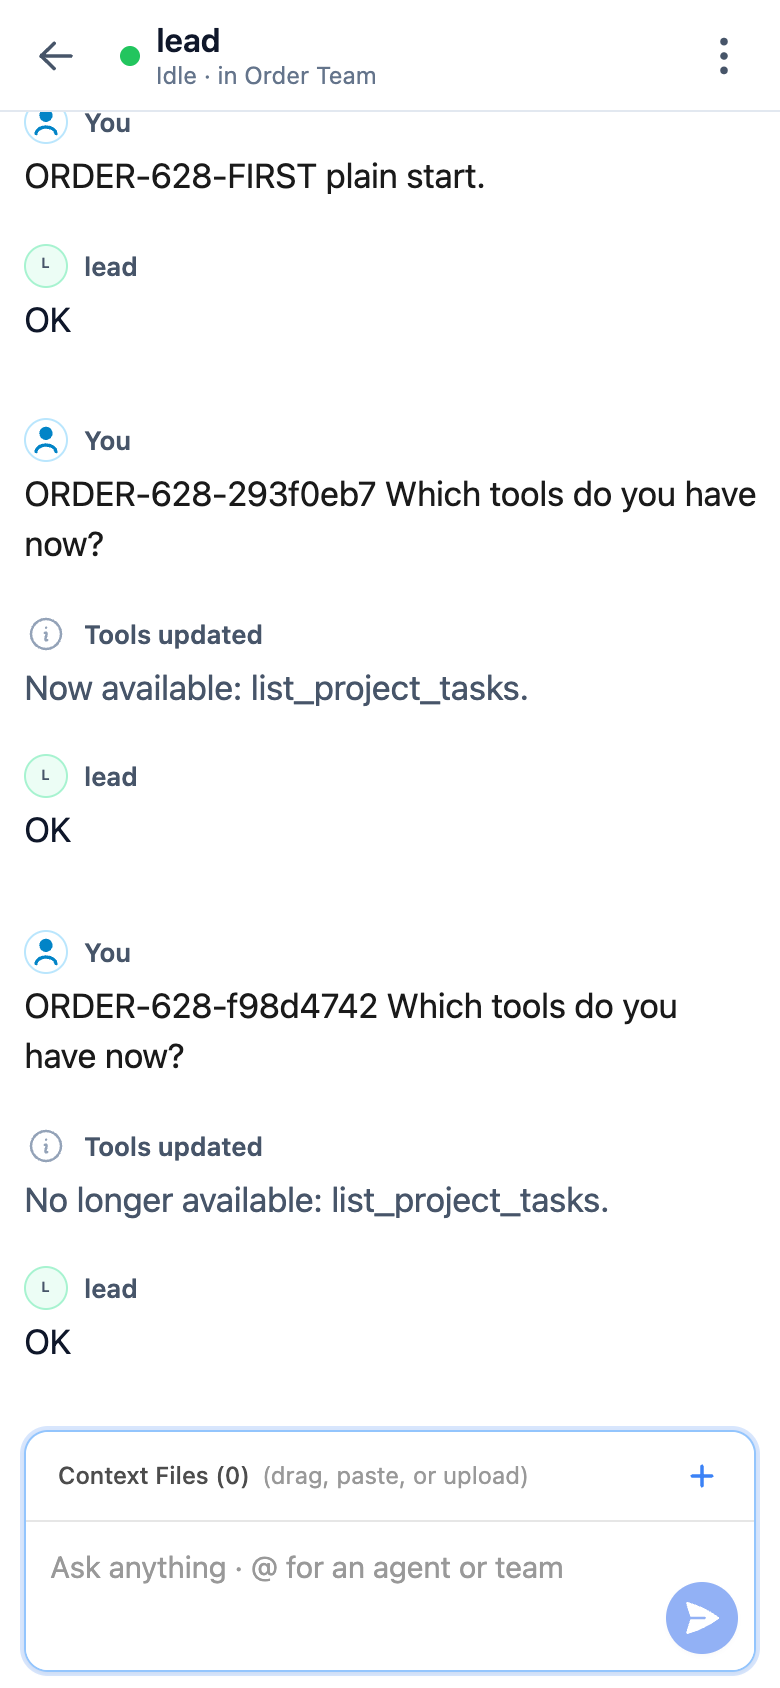 lead
Idle · in Order Team
You
ORDER-628-FIRST plain start.
L
lead
OK
You
ORDER-628-293f0eb7 Which tools do you have
now?
Tools updated
Now available: list_project_tasks.
L
lead
OK
You
ORDER-628-f98d4742 Which tools do you
have now?
Tools updated
No longer available: list_project_tasks.
L
lead
OK
Context Files (0) (drag, paste, or upload)
Ask anything · @ for an agent or team